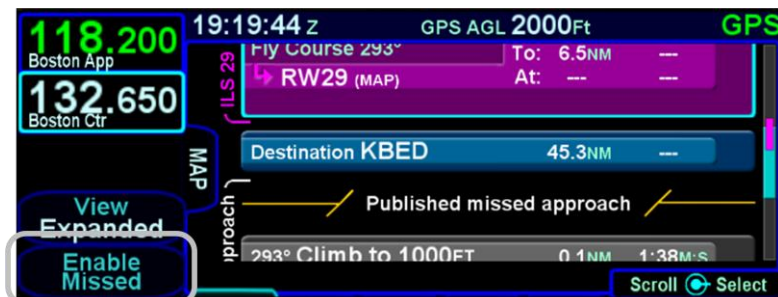 19:19:44 Z GPS AGL 2000Ft GPS
118.200
Boston App
132.650
Boston Ctr
MAP
View
Expanded
Enable
Missed
ILS 29
Fly Course 293° To: 6.5NM ---
RW29 (MAP) At: --- ---
Destination KBED 45.3NM ---
Published missed approach
proach
293° Climb to 1000FT 0.1NM 1:38M:S
Scroll Select